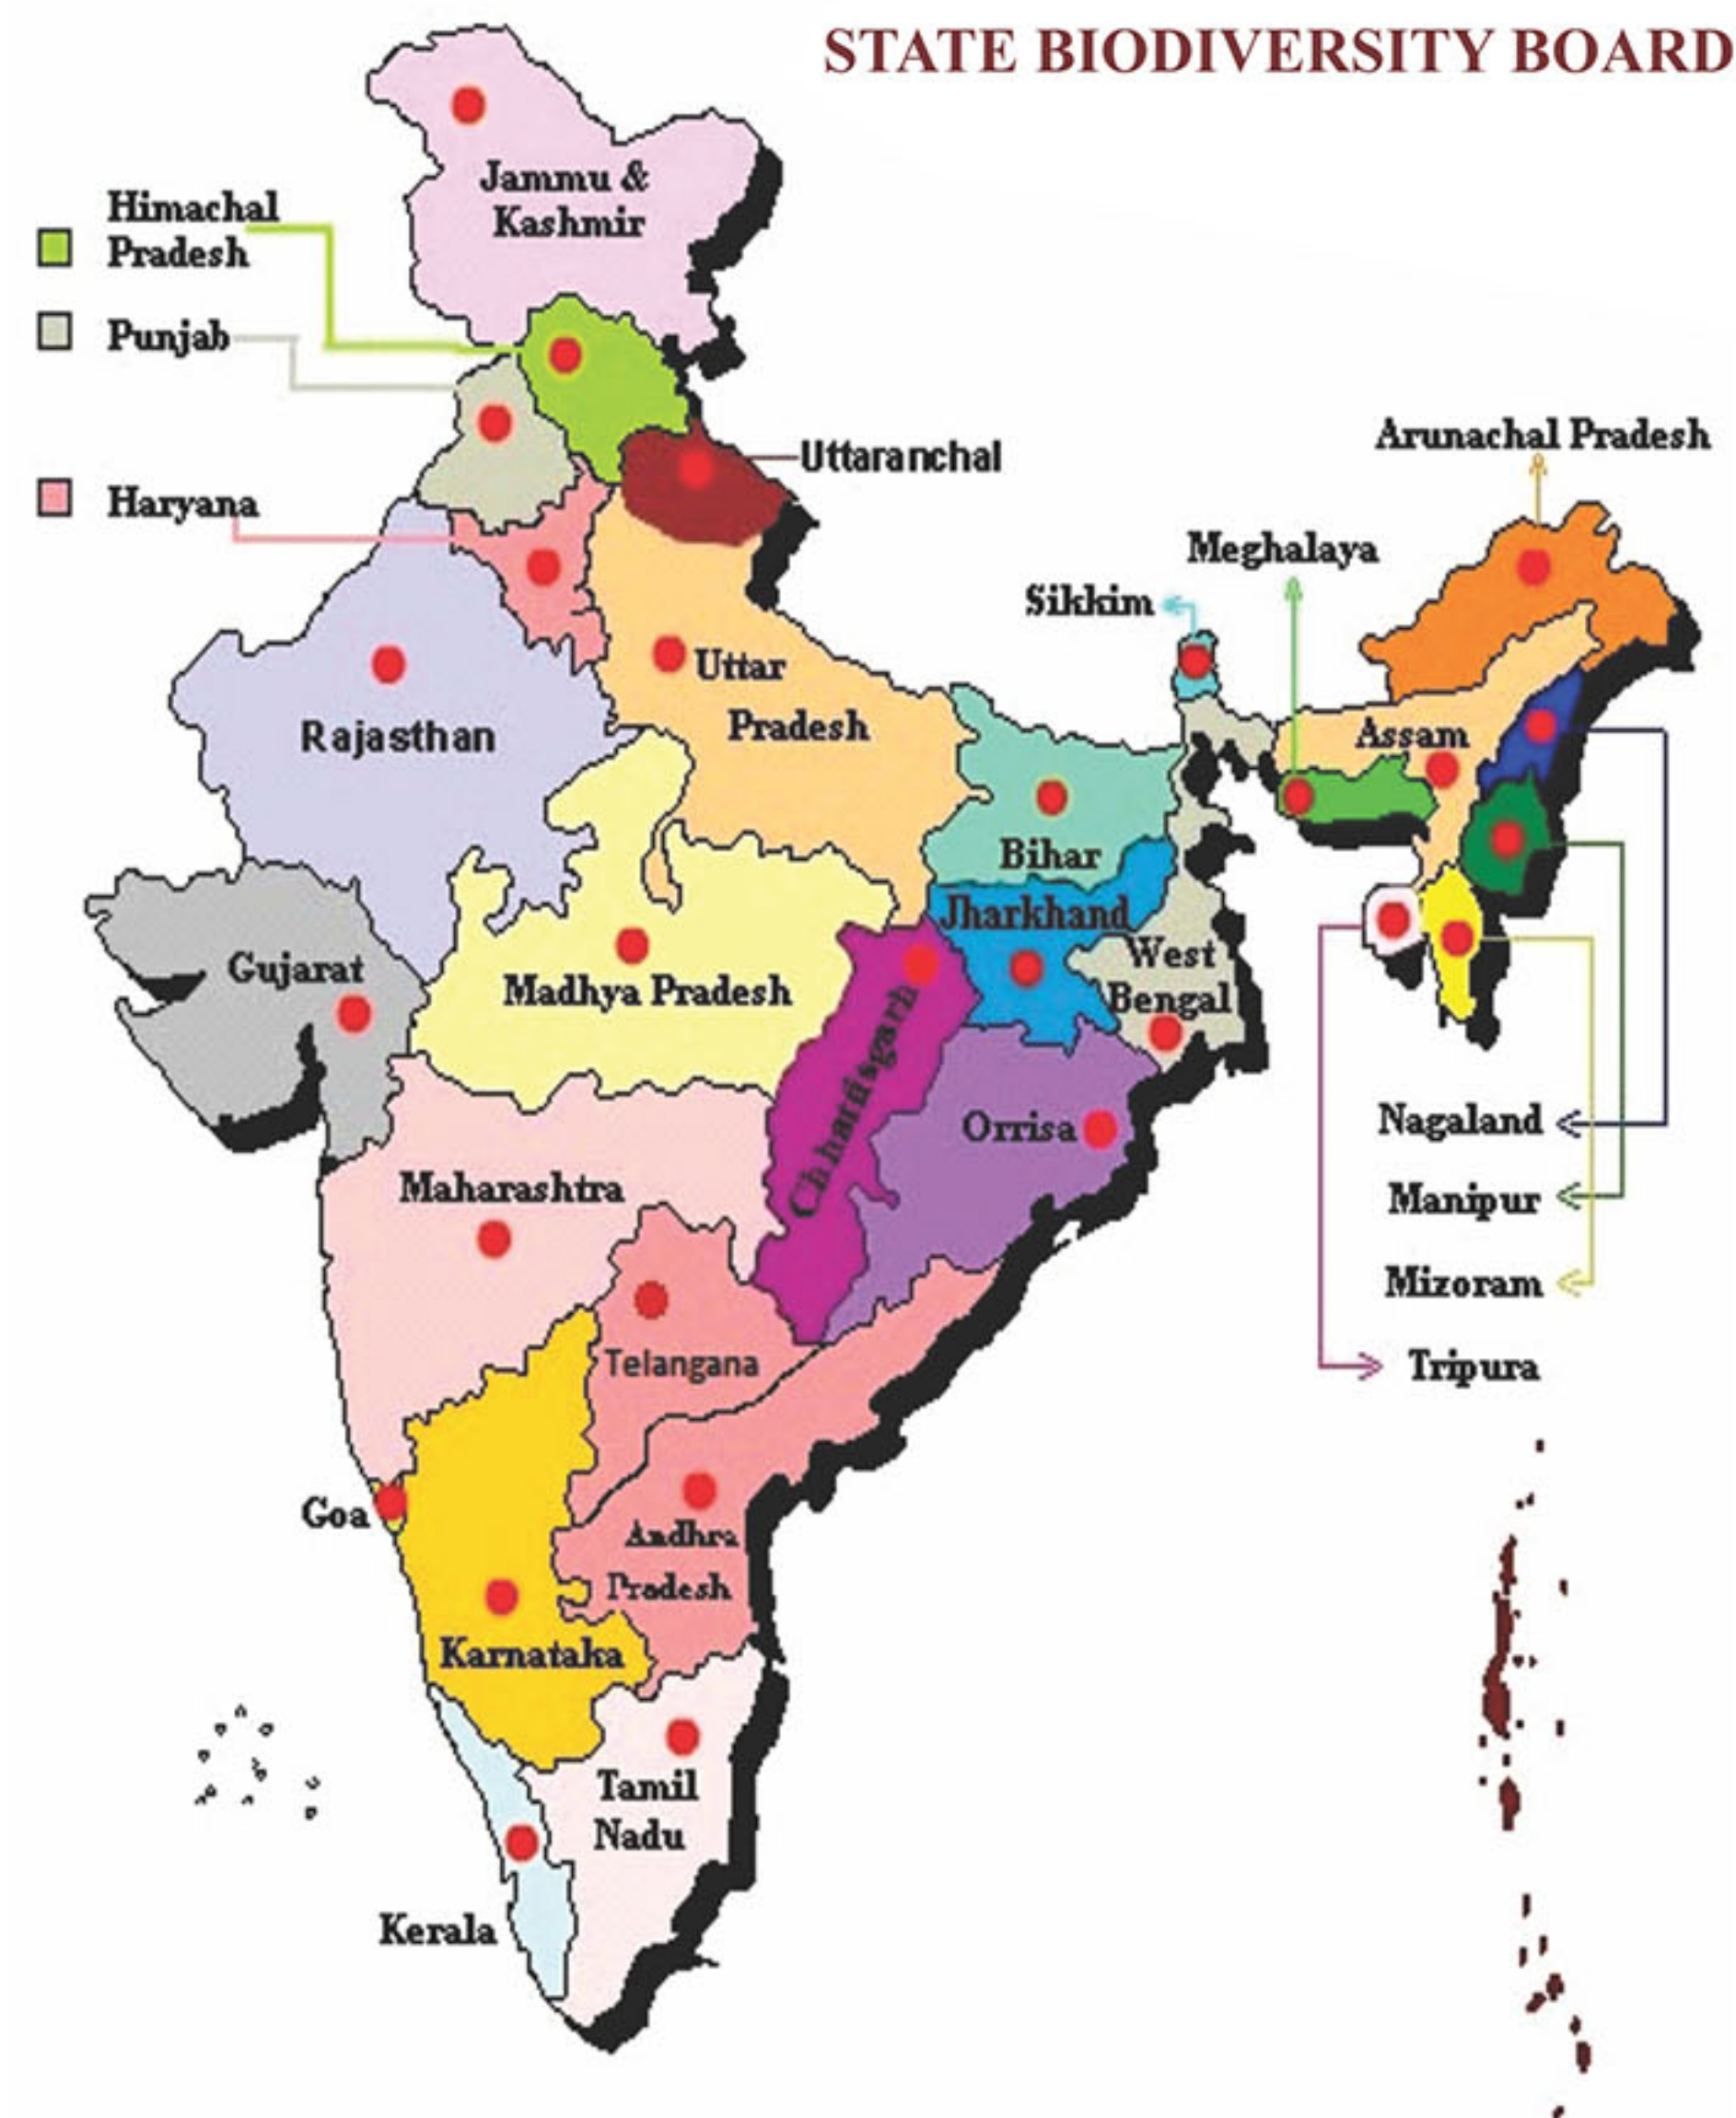 STATE BIODIVERSITY BOARD
Jammu &
Kashmir
Himachal
Pradesh
Punjab
Haryana
Uttaranchal
Arunachal Pradesh
Meghalaya
Sikkim
Uttar
Pradesh
Rajasthan
Assam
Bihar
Jharkhand
West
Bengal
Gujarat
Madhya Pradesh
Chhattisgarh
Orrisa
Nagaland
Manipur
Mizoram
Tripura
Maharashtra
Telangana
Goa
Andhra
Pradesh
Karnataka
Tamil
Nadu
Kerala